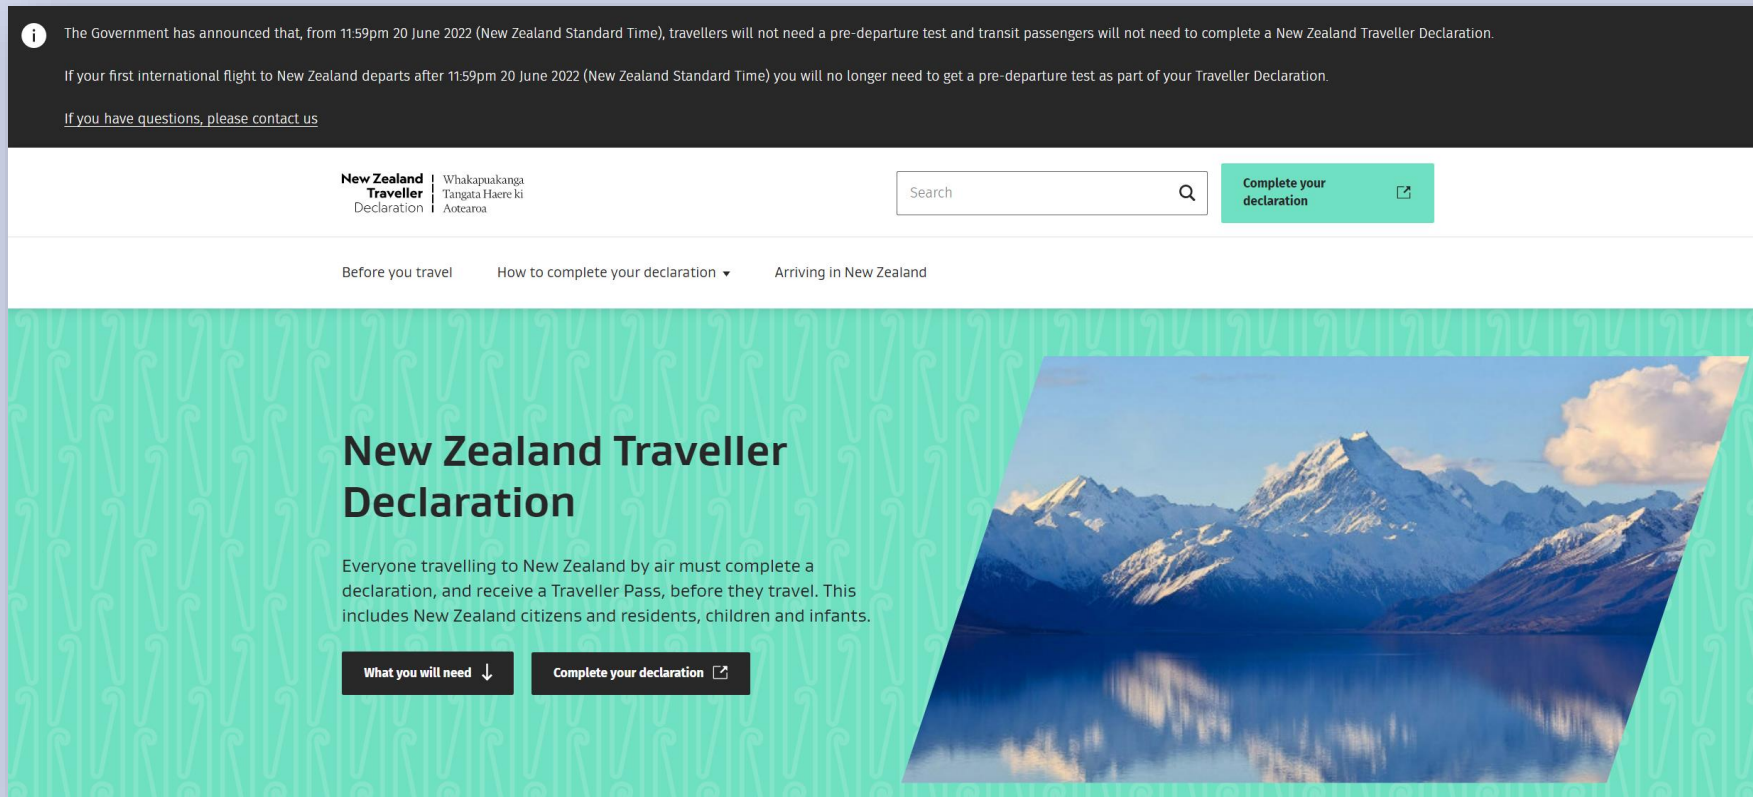 The Government has announced that, from 11:59pm 20 June 2022 (New Zealand Standard Time), travellers will not need a pre-departure test and transit passengers will not need to complete a New Zealand Traveller Declaration.
If your first international flight to New Zealand departs after 11:59pm 20 June 2022 (New Zealand Standard Time) you will no longer need to get a pre-departure test as part of your Traveller Declaration.
If you have questions, please contact us
New Zealand
Traveller
Declaration
Whakapuakanga
Tangata Haere ki
Aotearoa
Search
Complete your
declaration
Before you travel
How to complete your declaration
Arriving in New Zealand
New Zealand Traveller
Declaration
Everyone travelling to New Zealand by air must complete a
declaration, and receive a Traveller Pass, before they travel. This
includes New Zealand citizens and residents, children and infants.
What you will need
Complete your declaration